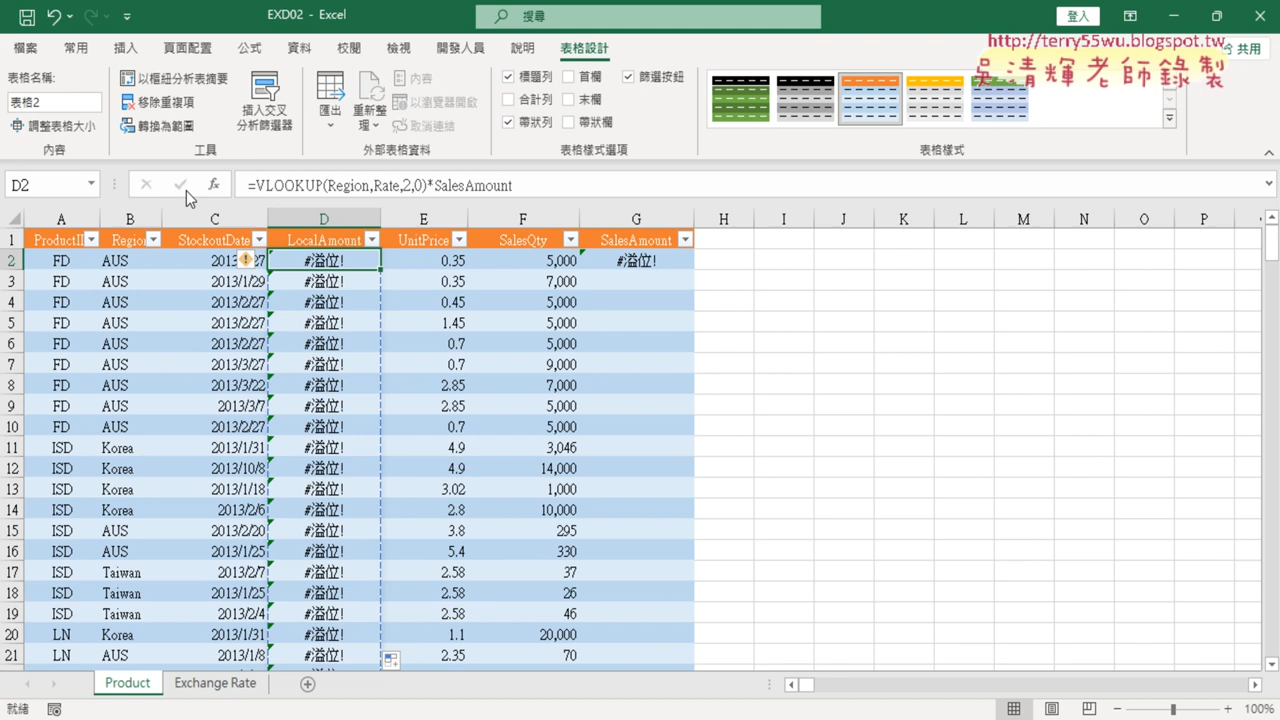 EXD02 - Excel
搜尋
登入
檔案 常用 插入 頁面配置 公式 資料 校閱 檢視 開發人員 說明 表格設計 共用
http://terry55wu.blogspot.tw
吳清輝老師錄製
表格名稱:
表格2
調整表格大小
內容
以樞紐分析表摘要
移除重複項
轉換為範圍
插入交叉
分析篩選器
工具
匯出
重新整
理
內容
以瀏覽器開啟
取消連結
外部表格資料
標題列 首欄 篩選按鈕
合計列 末欄
帶狀列 帶狀欄
表格樣式選項
表格樣式
D2 fx =VLOOKUP(Region,Rate,2,0)*SalesAmount
A B C D E F G H I J K L M N O P
1 ProductID Region StockoutDate LocalAmount UnitPrice SalesQty SalesAmount
2 FD AUS 2013 27 #溢位! 0.35 5,000 #溢位!
3 FD AUS 2013/1/29 #溢位! 0.35 7,000
4 FD AUS 2013/2/27 #溢位! 0.45 5,000
5 FD AUS 2013/2/27 #溢位! 1.45 5,000
6 FD AUS 2013/2/27 #溢位! 0.7 5,000
7 FD AUS 2013/3/27 #溢位! 0.7 9,000
8 FD AUS 2013/3/22 #溢位! 2.85 7,000
9 FD AUS 2013/3/7 #溢位! 2.85 5,000
10 FD AUS 2013/2/27 #溢位! 0.7 5,000
11 ISD Korea 2013/1/31 #溢位! 4.9 3,046
12 ISD Korea 2013/10/8 #溢位! 4.9 14,000
13 ISD Korea 2013/1/18 #溢位! 3.02 1,000
14 ISD Korea 2013/2/6 #溢位! 2.8 10,000
15 ISD AUS 2013/2/20 #溢位! 3.8 295
16 ISD AUS 2013/1/25 #溢位! 5.4 330
17 ISD Taiwan 2013/2/7 #溢位! 2.58 37
18 ISD Taiwan 2013/1/25 #溢位! 2.58 26
19 ISD Taiwan 2013/2/4 #溢位! 2.58 46
20 LN Korea 2013/1/31 #溢位! 1.1 20,000
21 LN AUS 2013/1/8 #溢位! 2.35 70
Product Exchange Rate
就緒 100%